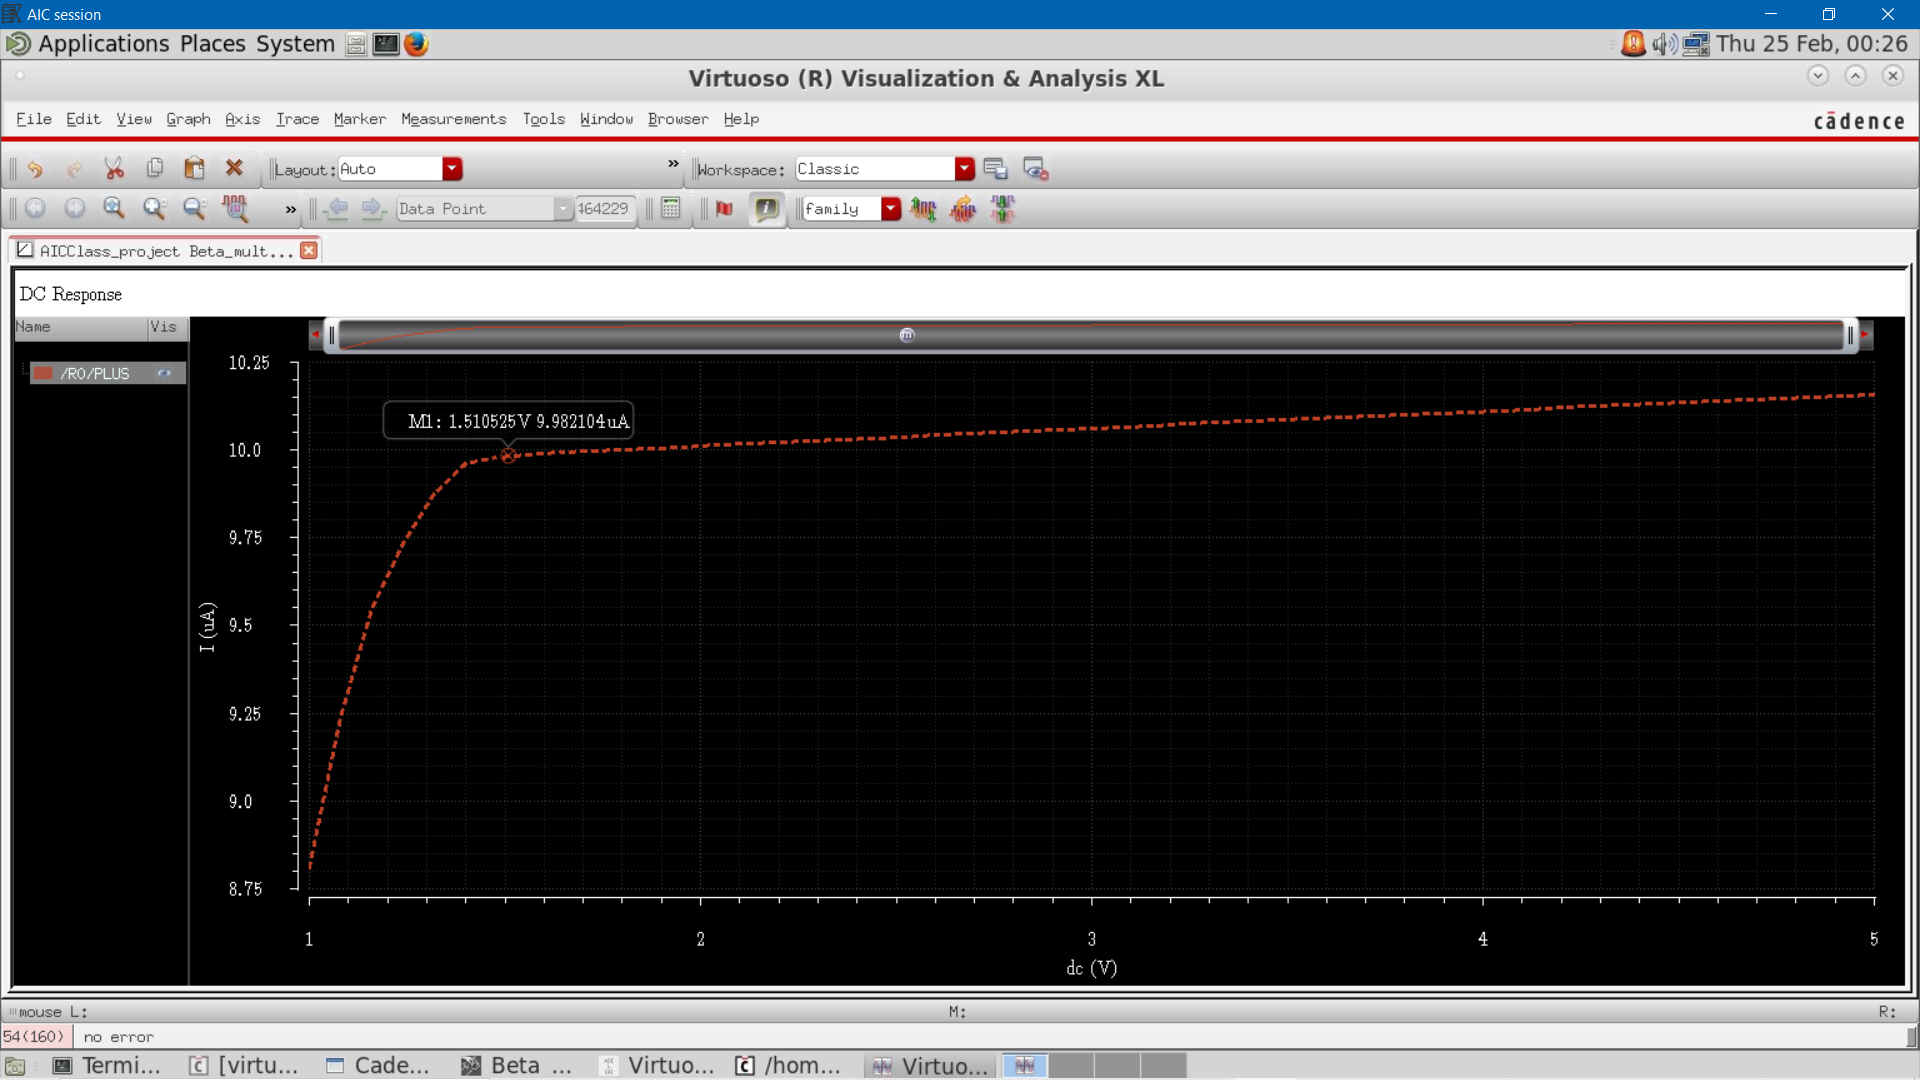 AIC session
Applications Places System
Thu 25 Feb, 00:26
Virtuoso (R) Visualization & Analysis XL
File Edit View Graph Axis Trace Marker Measurements Tools Window Browser Help
cādence
Layout: Auto
»
Workspace: Classic
»
Data Point
464229
family
AICClass_project Beta_mult...
DC Response
Name
Vis
/R0/PLUS
10.25
10.0
9.75
9.5
9.25
9.0
8.75
I (uA)
M1: 1.510525V 9.982104uA
1
2
3
4
5
dc (V)
mouse L:
M:
R:
54(160)
no error
Termi...
[virtu...
Cade...
Beta ...
Virtuo...
/hom...
Virtuo...